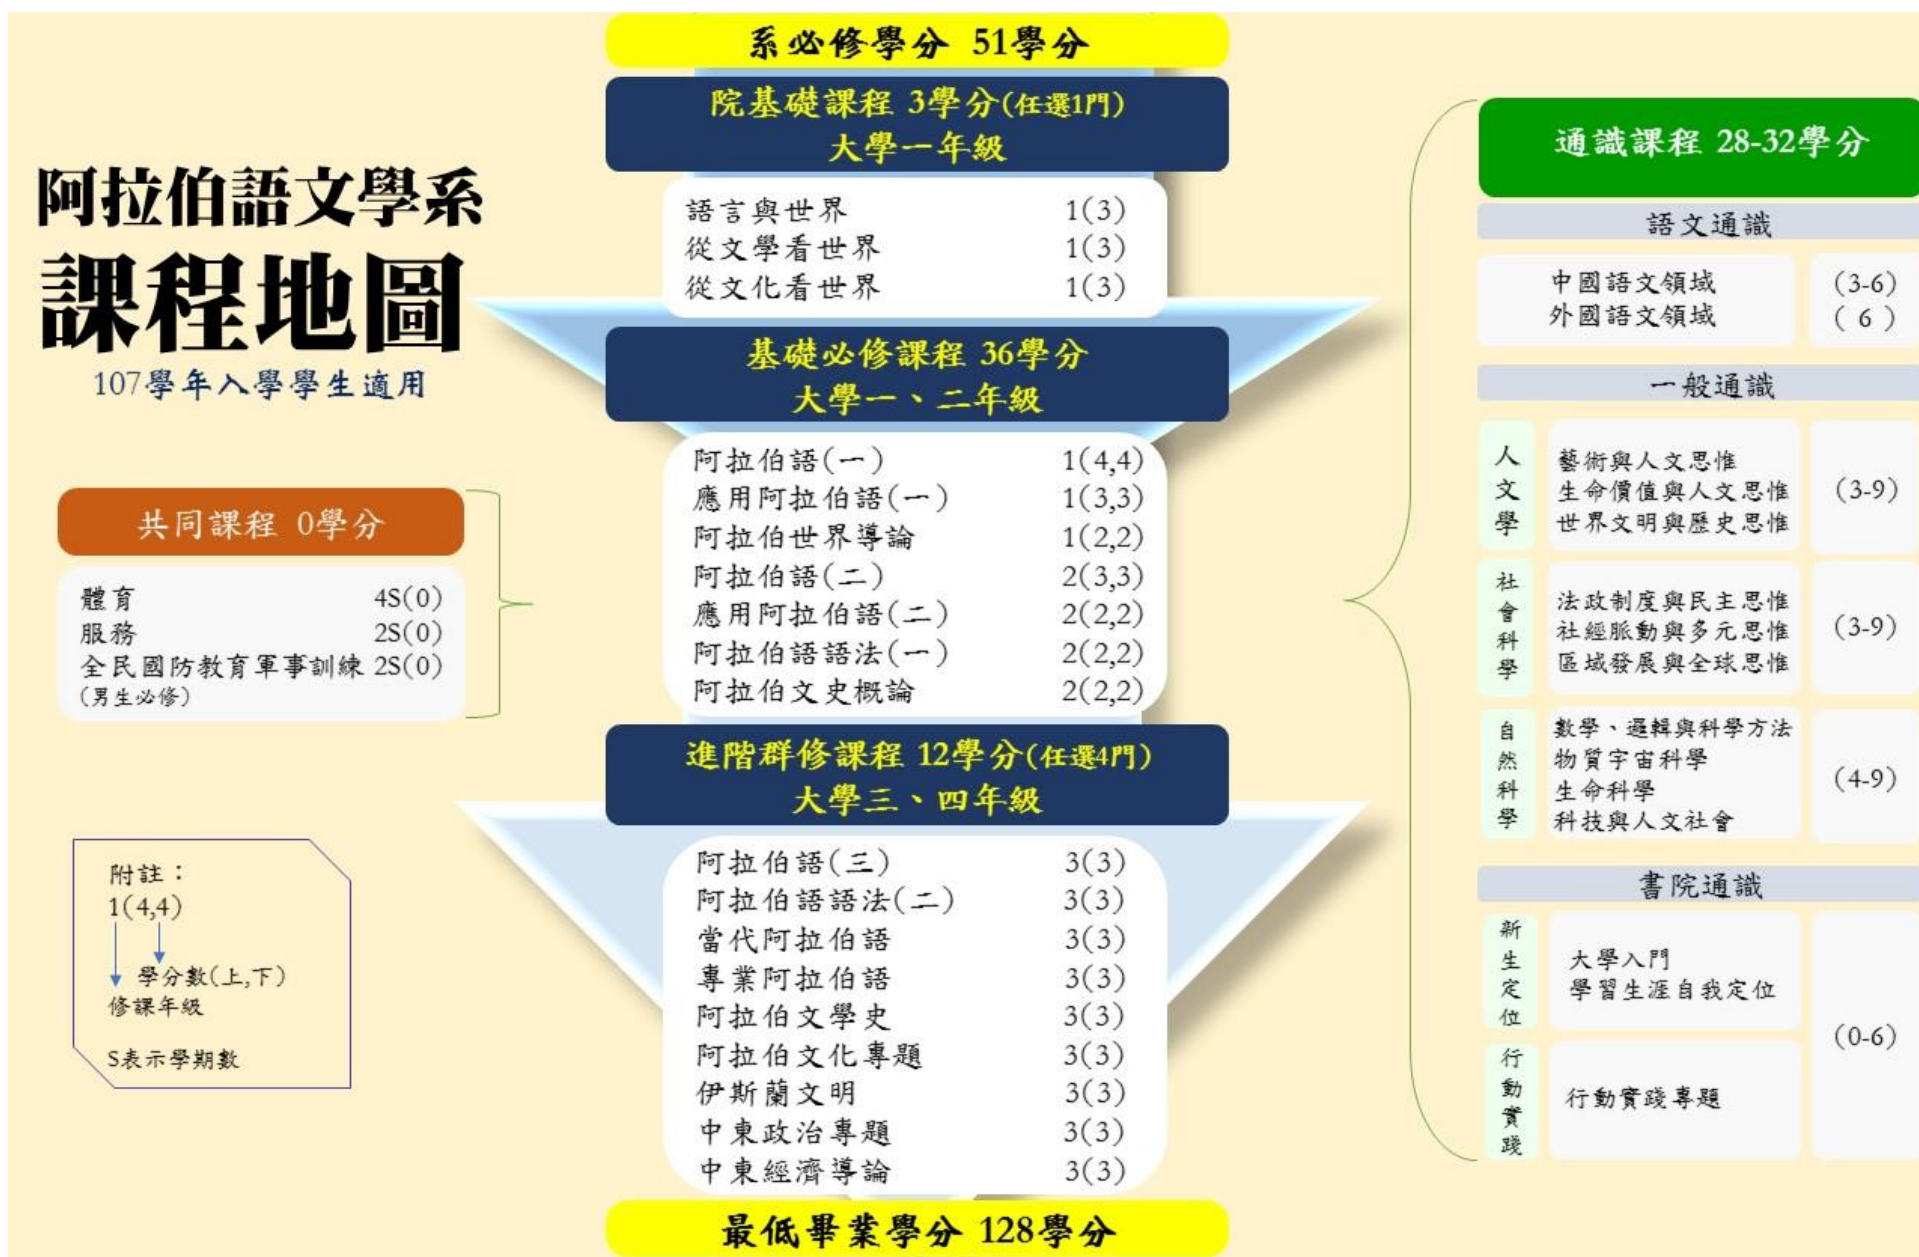 阿拉伯語文學系
課程地圖
107學年入學學生適用
共同課程 0學分
體育 4S(0)
服務 2S(0)
全民國防教育軍事訓練 2S(0)
(男生必修)
附註：
1(4,4)
學分數(上,下)
修課年級
S表示學期數
系必修學分 51學分
院基礎課程 3學分(任選1門)
大學一年級
語言與世界 1(3)
從文學看世界 1(3)
從文化看世界 1(3)
基礎必修課程 36學分
大學一、二年級
阿拉伯語(一) 1(4,4)
應用阿拉伯語(一) 1(3,3)
阿拉伯世界導論 1(2,2)
阿拉伯語(二) 2(3,3)
應用阿拉伯語(二) 2(2,2)
阿拉伯語語法(一) 2(2,2)
阿拉伯文史概論 2(2,2)
進階群修課程 12學分(任選4門)
大學三、四年級
阿拉伯語(三) 3(3)
阿拉伯語語法(二) 3(3)
當代阿拉伯語 3(3)
專業阿拉伯語 3(3)
阿拉伯文學史 3(3)
阿拉伯文化專題 3(3)
伊斯蘭文明 3(3)
中東政治專題 3(3)
中東經濟導論 3(3)
最低畢業學分 128學分
通識課程 28-32學分
語文通識
中國語文領域 (3-6)
外國語文領域 ( 6 )
一般通識
人文學
藝術與人文思惟
生命價值與人文思惟
世界文明與歷史思惟
(3-9)
社會科學
法政制度與民主思惟
社經脈動與多元思惟
區域發展與全球思惟
(3-9)
自然科學
數學、邏輯與科學方法
物質宇宙科學
生命科學
科技與人文社會
(4-9)
書院通識
新生定位
大學入門
學習生涯自我定位
行動實踐
行動實踐專題
(0-6)